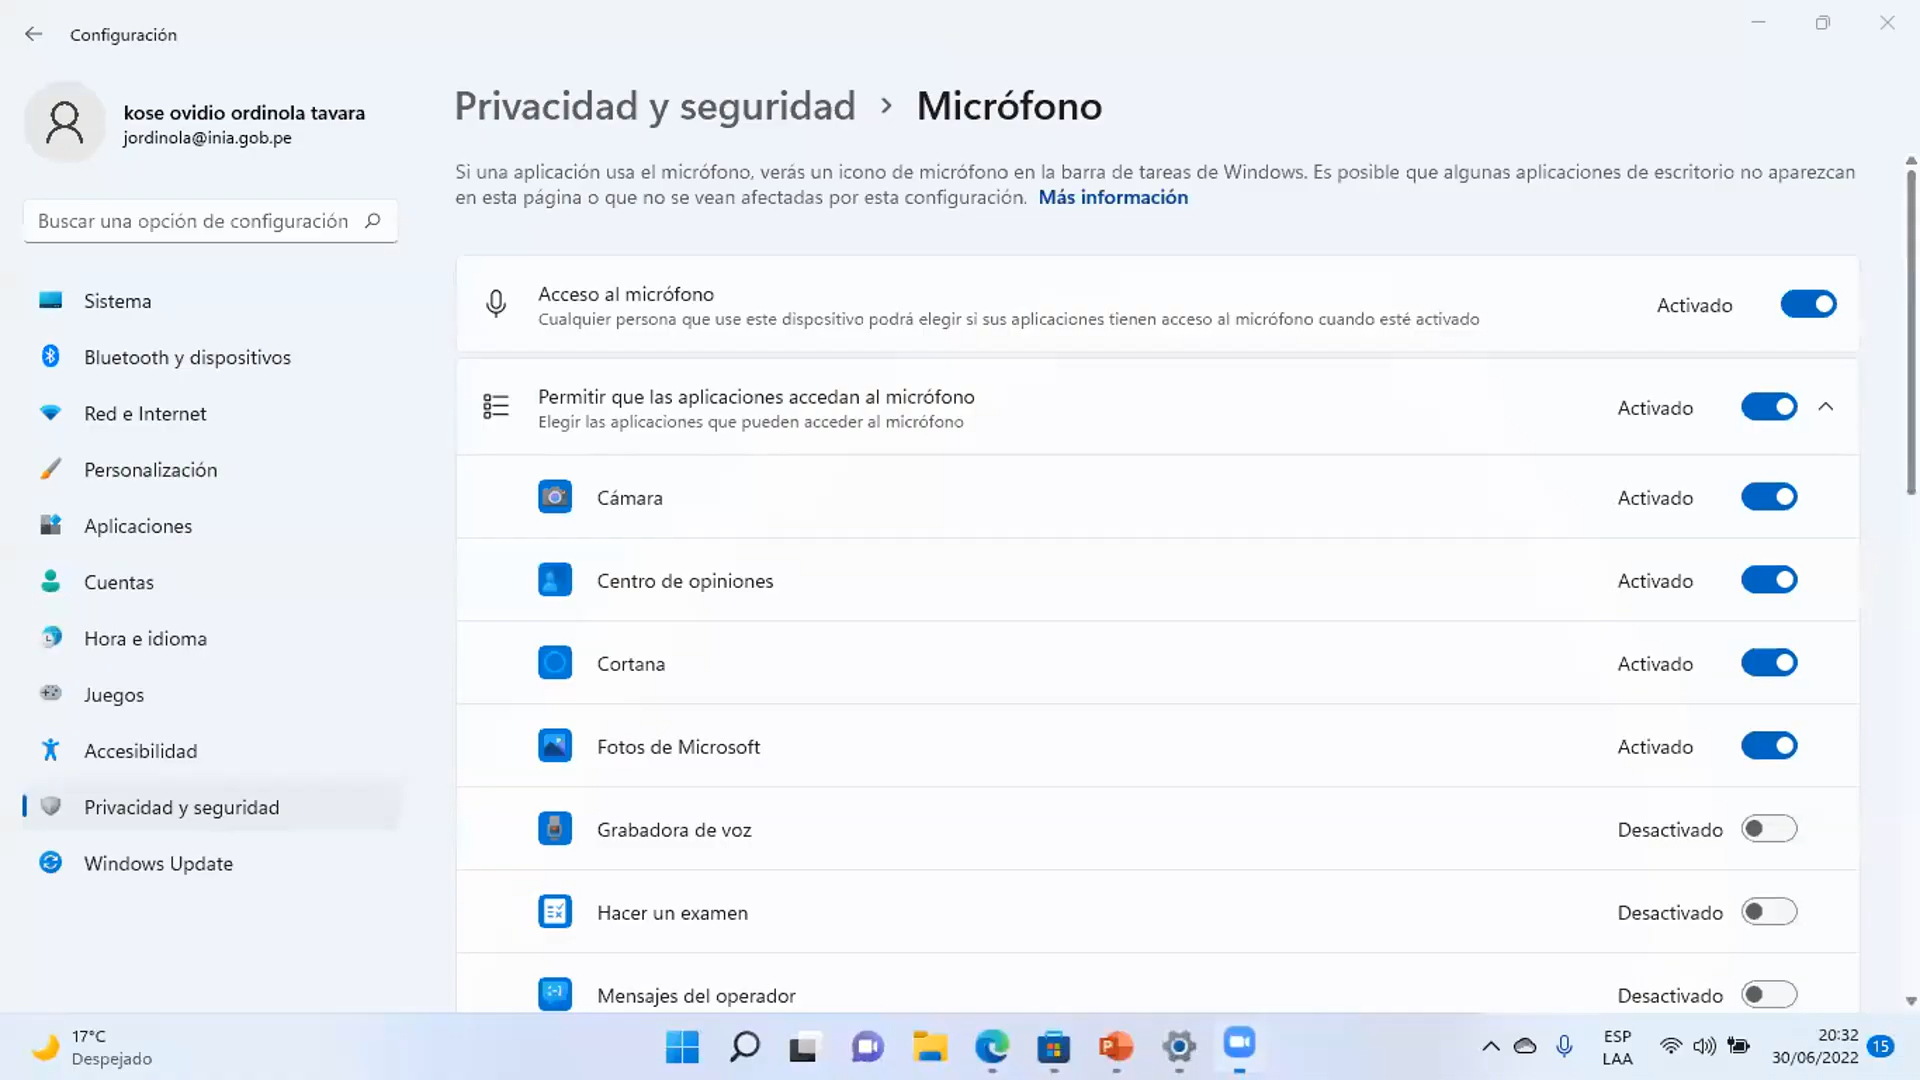 Configuración
kose ovidio ordinola tavara
jordinola@inia.gob.pe
Buscar una opción de configuración
Sistema
Bluetooth y dispositivos
Red e Internet
Personalización
Aplicaciones
Cuentas
Hora e idioma
Juegos
Accesibilidad
Privacidad y seguridad
Windows Update
Privacidad y seguridad › Micrófono
Si una aplicación usa el micrófono, verás un icono de micrófono en la barra de tareas de Windows. Es posible que algunas aplicaciones de escritorio no aparezcan
en esta página o que no se vean afectadas por esta configuración. Más información
Acceso al micrófono
Cualquier persona que use este dispositivo podrá elegir si sus aplicaciones tienen acceso al micrófono cuando esté activado
Activado
Permitir que las aplicaciones accedan al micrófono
Elegir las aplicaciones que pueden acceder al micrófono
Activado
Cámara Activado
Centro de opiniones Activado
Cortana Activado
Fotos de Microsoft Activado
Grabadora de voz Desactivado
Hacer un examen Desactivado
Mensajes del operador Desactivado
17°C
Despejado
ESP
LAA
20:32
30/06/2022
15